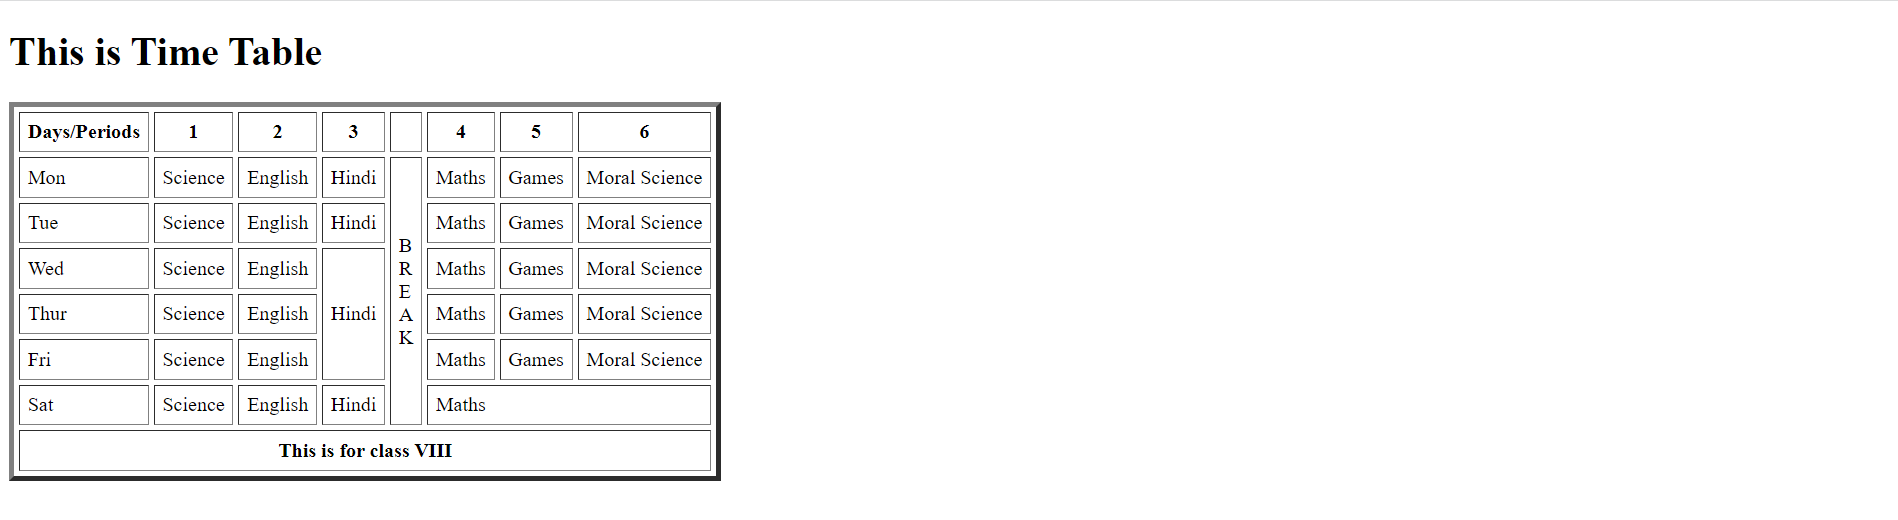 This is Time Table
Days/Periods 1 2 3 4 5 6
Mon Science English Hindi Maths Games Moral Science
Tue Science English Hindi Maths Games Moral Science
B
Wed Science English R Maths Games Moral Science
E
Thur Science English Hindi A Maths Games Moral Science
K
Fri Science English Maths Games Moral Science
Sat Science English Hindi Maths
This is for class VIII